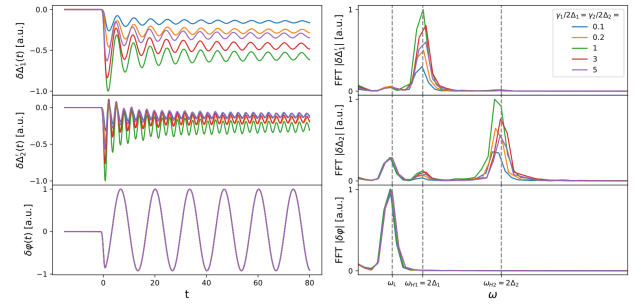 0.0
−0.5
−1.0
δΔ'₁(t) [a.u.]
0.0
−0.5
−1.0
δΔ'₂(t) [a.u.]
1
0
−1
δφ(t) [a.u.]
0 20 40 60 80
t
1
0
FFT |δΔ'₁| [a.u.]
γ₁/2Δ₁ = γ₂/2Δ₂ =
0.1
0.2
1
3
5
1
0
FFT |δΔ₂| [a.u.]
1
0
FFT |δφ| [a.u.]
ω_L ω_H1 = 2Δ₁ ω_H2 = 2Δ₂
ω